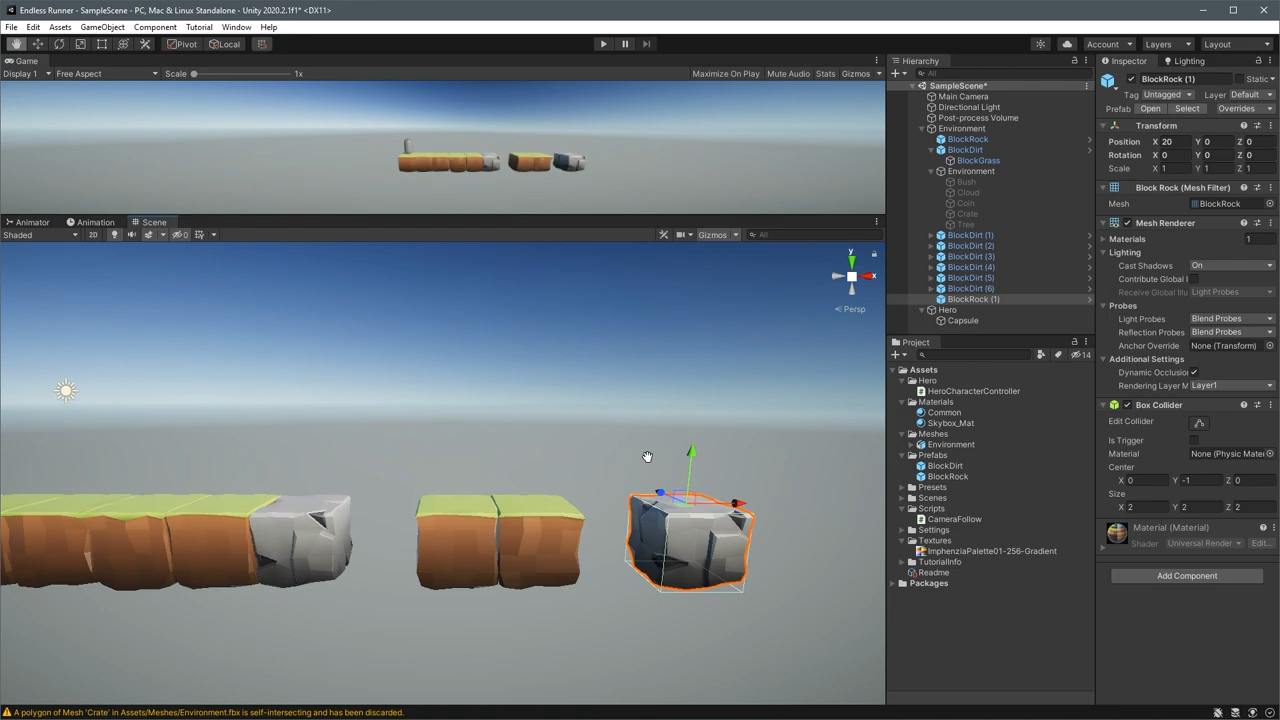 Endless Runner - SampleScene - PC, Mac & Linux Standalone - Unity 2020.2.1f1* <DX11>
File Edit Assets GameObject Component Tutorial Window Help
Pivot Local Account Layers Layout
Game
Display 1 Free Aspect Scale 1x Maximize On Play Mute Audio Stats Gizmos
Animator Animation Scene
Shaded 2D 0 Gizmos All
y
x
Persp
Hierarchy
All
SampleScene*
Main Camera
Directional Light
Post-process Volume
Environment
BlockRock
BlockDirt
BlockGrass
Environment
Bush
Cloud
Coin
Crate
Tree
BlockDirt (1)
BlockDirt (2)
BlockDirt (3)
BlockDirt (4)
BlockDirt (5)
BlockDirt (6)
BlockRock (1)
Hero
Capsule
Project
14
Assets
Hero
HeroCharacterController
Materials
Common
Skybox_Mat
Meshes
Environment
Prefabs
BlockDirt
BlockRock
Presets
Scenes
Scripts
CameraFollow
Settings
Textures
ImphenziaPalette01-256-Gradient
TutorialInfo
Readme
Packages
Inspector Lighting
BlockRock (1) Static
Tag Untagged Layer Default
Prefab Open Select Overrides
Transform
Position X 20 Y 0 Z 0
Rotation X 0 Y 0 Z 0
Scale X 1 Y 1 Z 1
Block Rock (Mesh Filter)
Mesh BlockRock
Mesh Renderer
Materials 1
Lighting
Cast Shadows On
Contribute Global I
Receive Global Illu Light Probes
Probes
Light Probes Blend Probes
Reflection Probes Blend Probes
Anchor Override None (Transform)
Additional Settings
Dynamic Occlusion
Rendering Layer M Layer1
Box Collider
Edit Collider
Is Trigger
Material None (Physic Mater
Center
X 0 Y -1 Z 0
Size
X 2 Y 2 Z 2
Material (Material)
Shader Universal Render Edit...
Add Component
A polygon of Mesh 'Crate' in Assets/Meshes/Environment.fbx is self-intersecting and has been discarded.